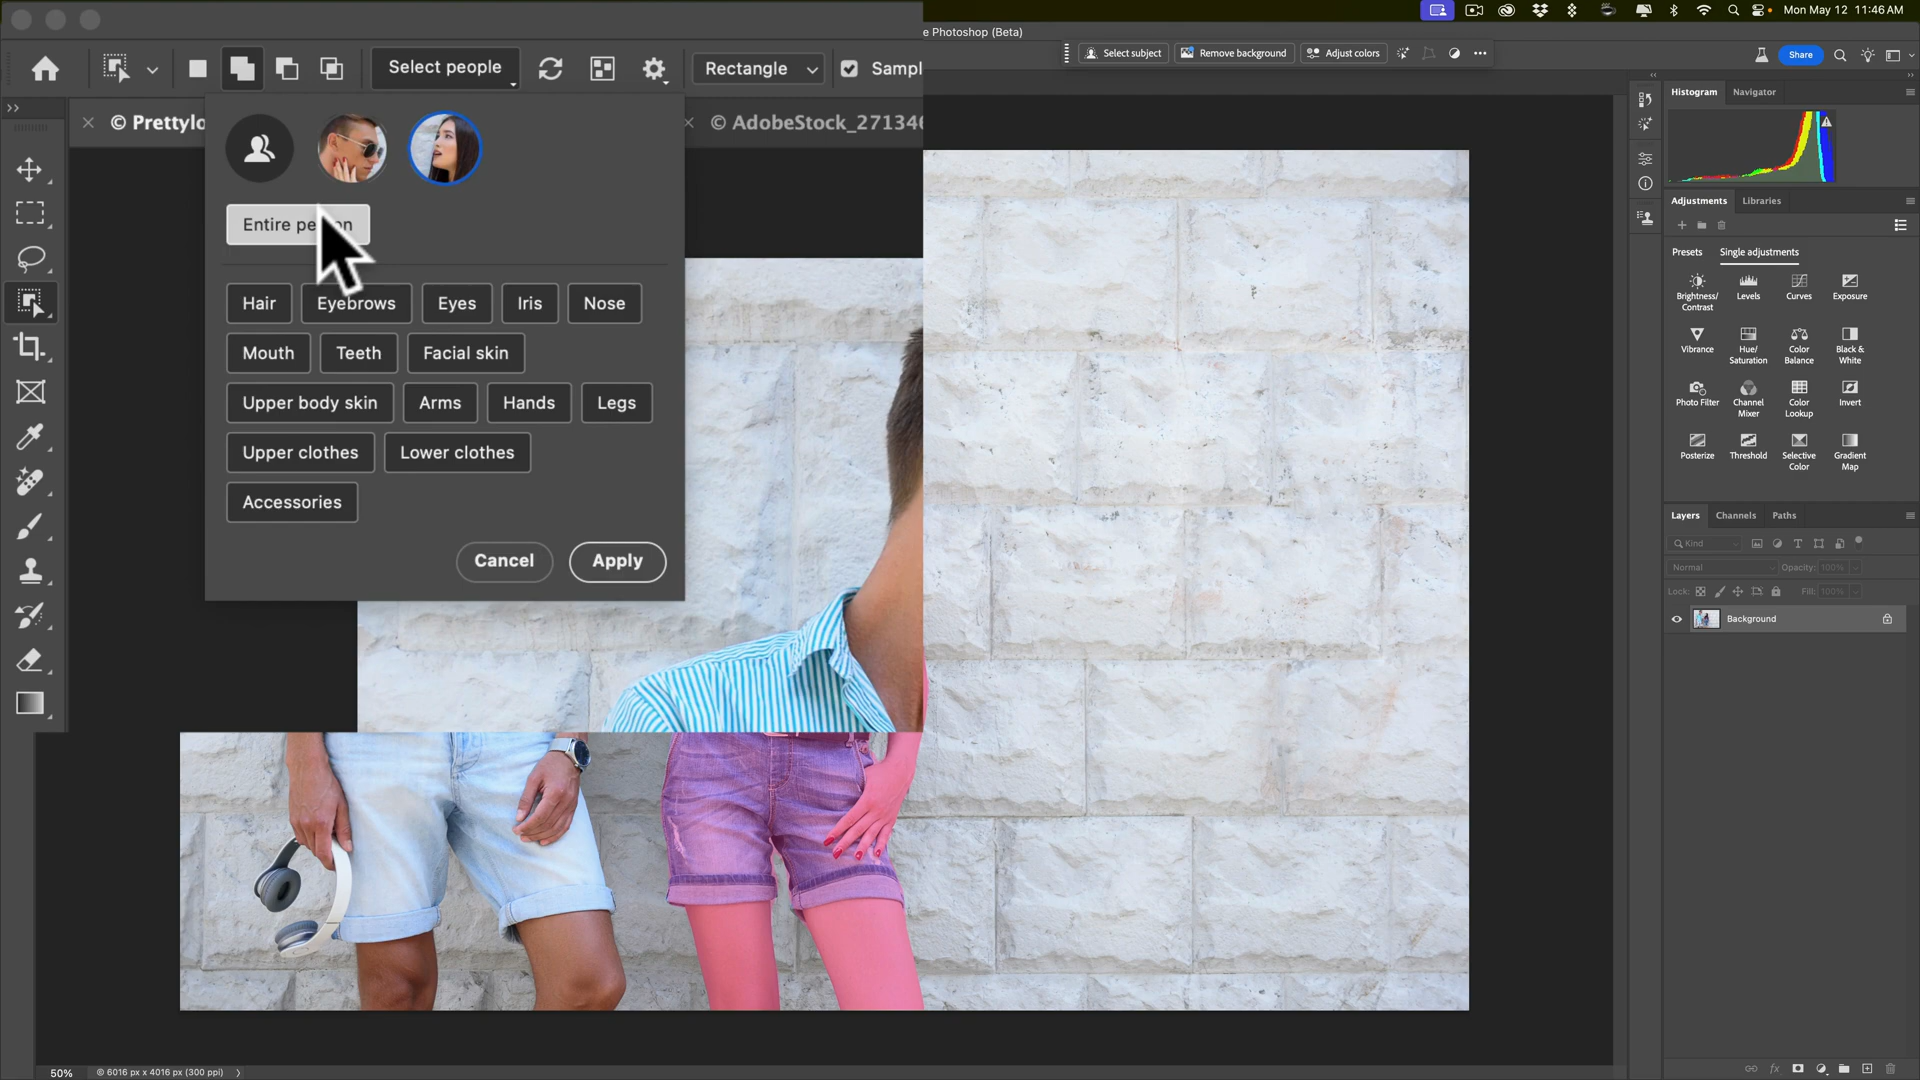 Mon May 12 11:46 AM
e Photoshop (Beta)
Select people
Rectangle
Sampl
Select subject
Remove background
Adjust colors
Share
© Prettylo
© AdobeStock_27134
Histogram
Navigator
Entire
Hair
Eyebrows
Eyes
Iris
Nose
Mouth
Teeth
Facial skin
Upper body skin
Arms
Hands
Legs
Upper clothes
Lower clothes
Accessories
Cancel
Apply
Adjustments
Libraries
Presets
Single adjustments
Brightness/
Contrast
Levels
Curves
Exposure
Vibrance
Hue/
Saturation
Color
Balance
Black &
White
Photo Filter
Channel
Mixer
Color
Lookup
Invert
Posterize
Threshold
Selective
Color
Gradient
Map
Layers
Channels
Paths
Kind
Normal
Opacity: 100%
Lock:
Fill: 100%
Background
fx
50%
© 6016 px x 4016 px (300 ppi)